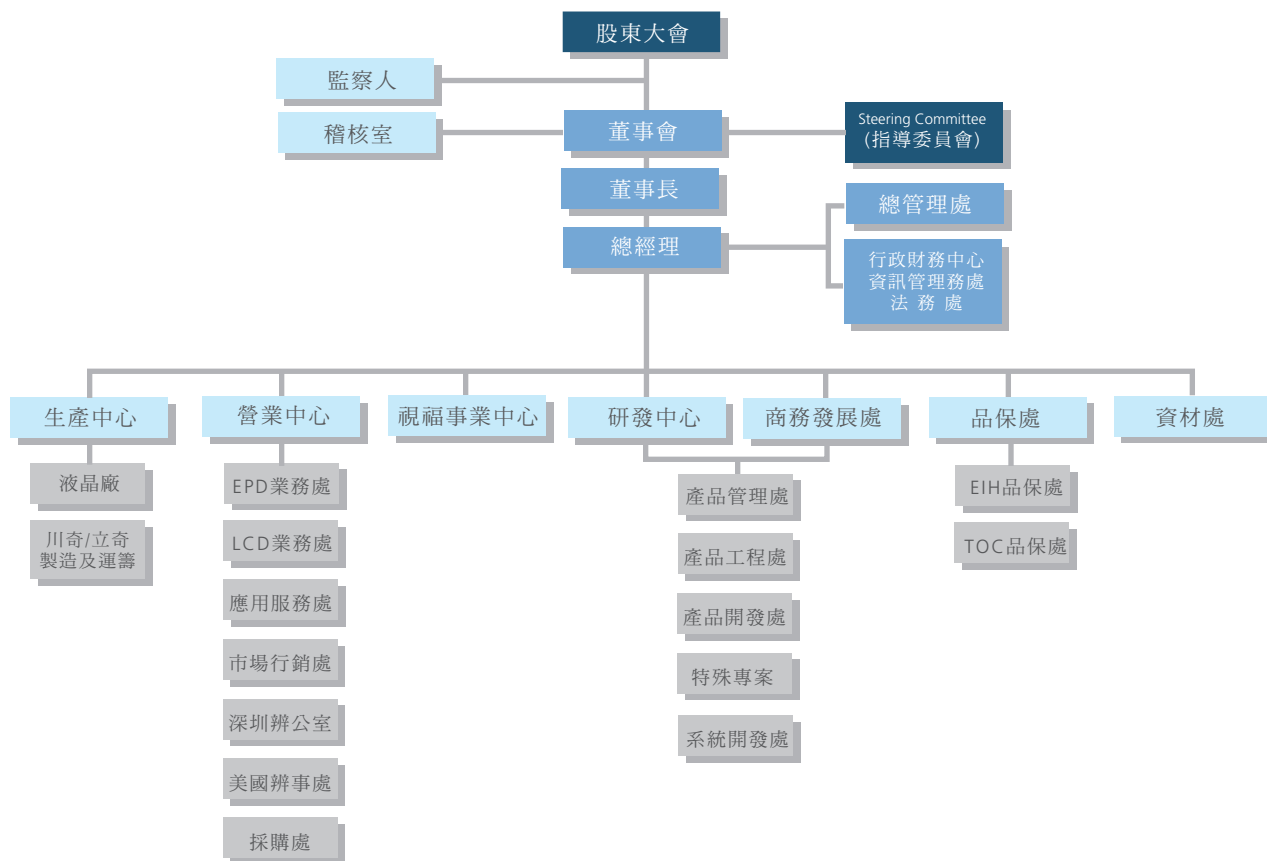 股東大會
監察人
稽核室
董事會
Steering Committee
(指導委員會)
董事長
總管理處
總經理
行政財務中心
資訊管理務處
法 務 處
生產中心
營業中心
視福事業中心
研發中心
商務發展處
品保處
資材處
液晶廠
川奇/立奇
製造及運籌
EPD業務處
LCD業務處
應用服務處
市場行銷處
深圳辨公室
美國辨事處
採購處
產品管理處
產品工程處
產品開發處
特殊專案
系統開發處
EIH品保處
TOC品保處